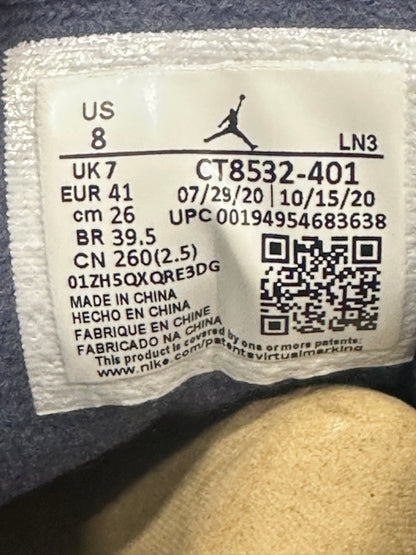 US
8
LN3
UK 7
CT8532-401
EUR 41
07/29/20 | 10/15/20
cm 26
UPC 00194954683638
BR 39.5
CN 260(2.5)
01ZH5QXQRE3DG
MADE IN CHINA
HECHO EN CHINA
FABRIQUE EN CHINE
FABRICADO NA CHINA
This product is covered by one or more patents:
www.nike.com/patentsvirtualmarking